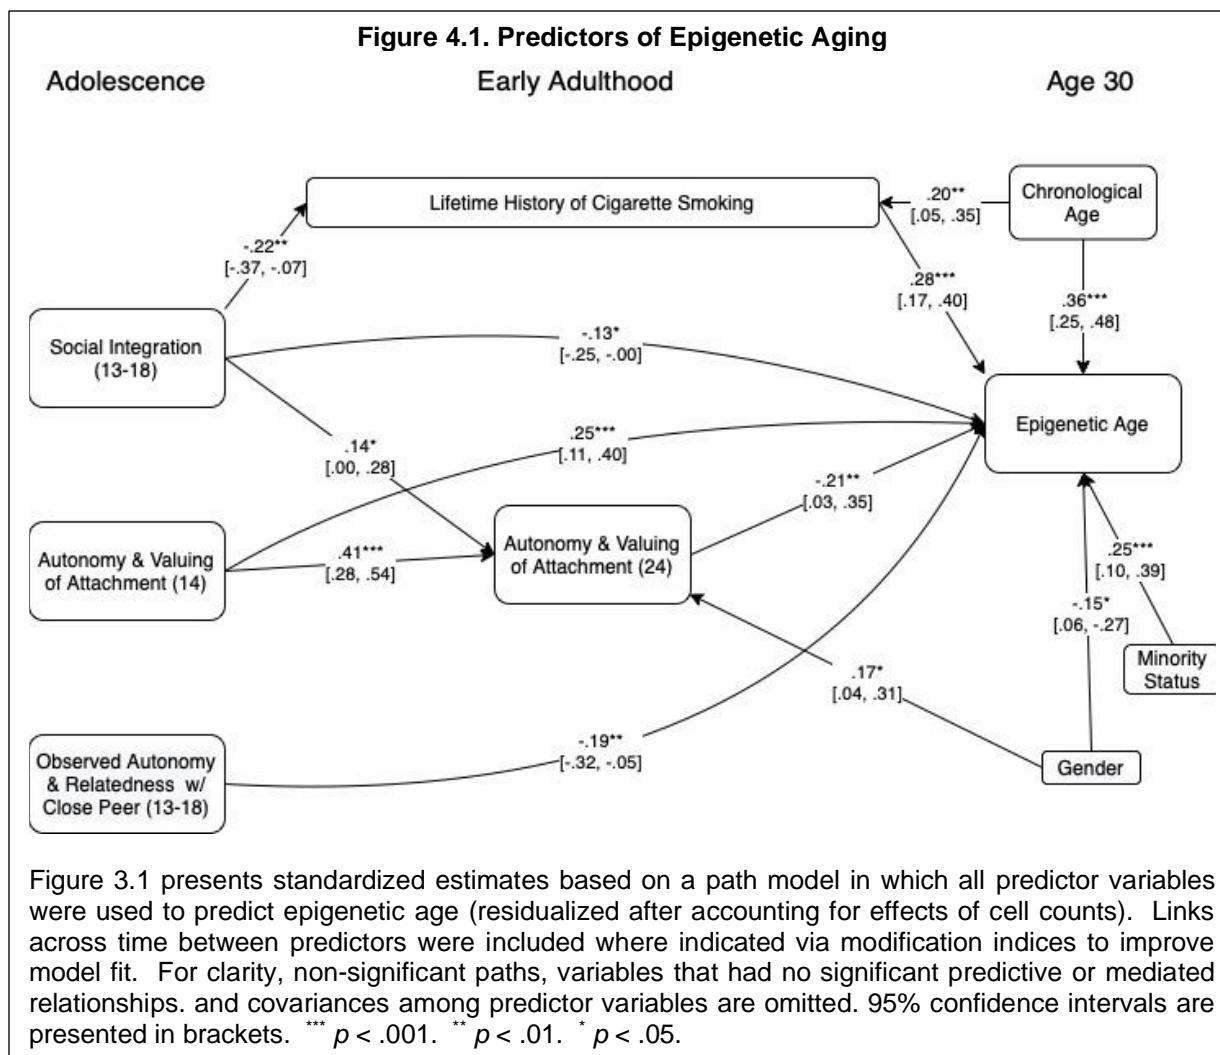 Figure 4.1. Predictors of Epigenetic Aging
Adolescence
Early Adulthood
Age 30
Lifetime History of Cigarette Smoking
.20**
[.05, .35]
Chronological
Age
-.22**
[-.37, -.07]
.28***
[.17, .40]
.36***
[.25, .48]
Social Integration
(13-18)
-.13*
[-.25, -.00]
Epigenetic Age
.14*
[.00, .28]
.25***
[.11, .40]
-.21**
[.03, .35]
Autonomy & Valuing
of Attachment (14)
.41***
[.28, .54]
Autonomy & Valuing
of Attachment (24)
.25***
[.10, .39]
-.15*
[.06, -.27]
Minority
Status
.17*
[.04, .31]
Observed Autonomy
& Relatedness w/
Close Peer (13-18)
-.19**
[-.32, -.05]
Gender
Figure 3.1 presents standardized estimates based on a path model in which all predictor variables
were used to predict epigenetic age (residualized after accounting for effects of cell counts). Links
across time between predictors were included where indicated via modification indices to improve
model fit. For clarity, non-significant paths, variables that had no significant predictive or mediated
relationships. and covariances among predictor variables are omitted. 95% confidence intervals are
presented in brackets. *** p < .001. ** p < .01. * p < .05.